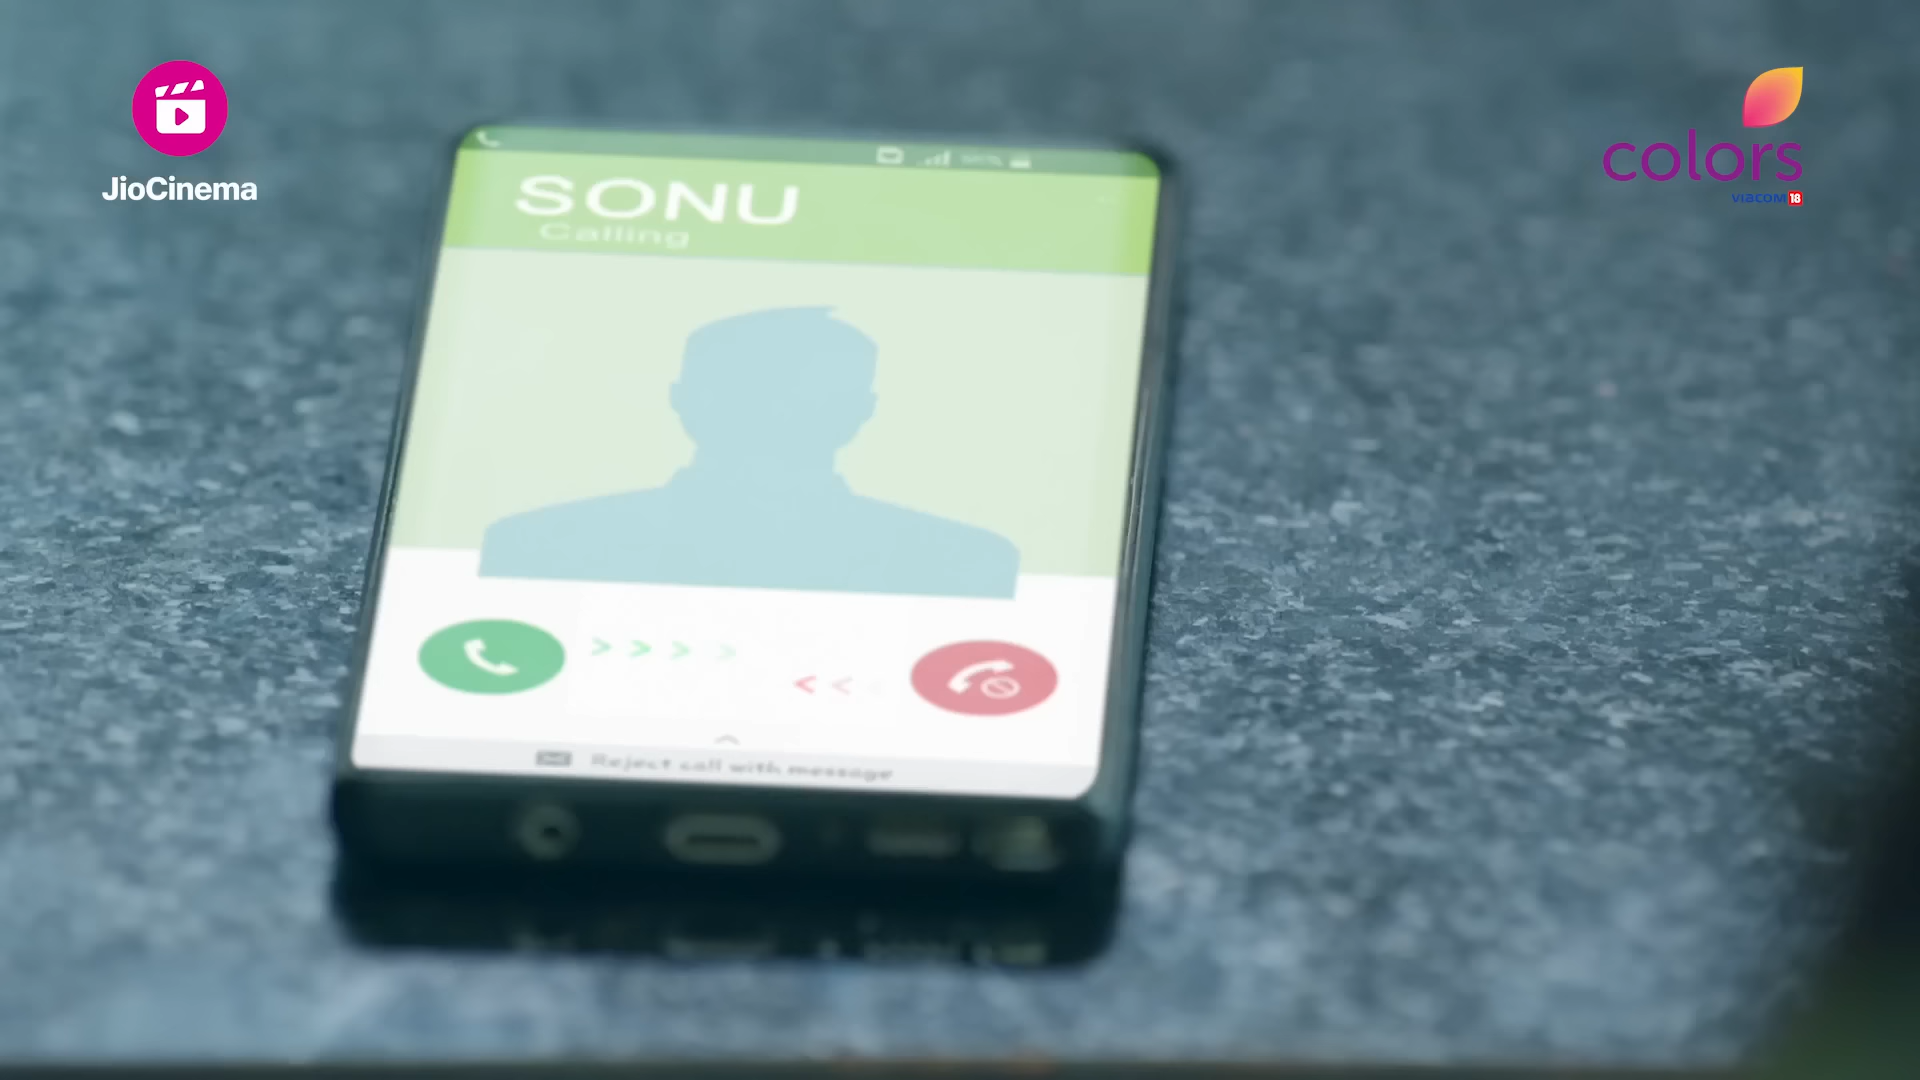 JioCinema
colors
VIACOM 18
SONU
Calling
Reject call with message